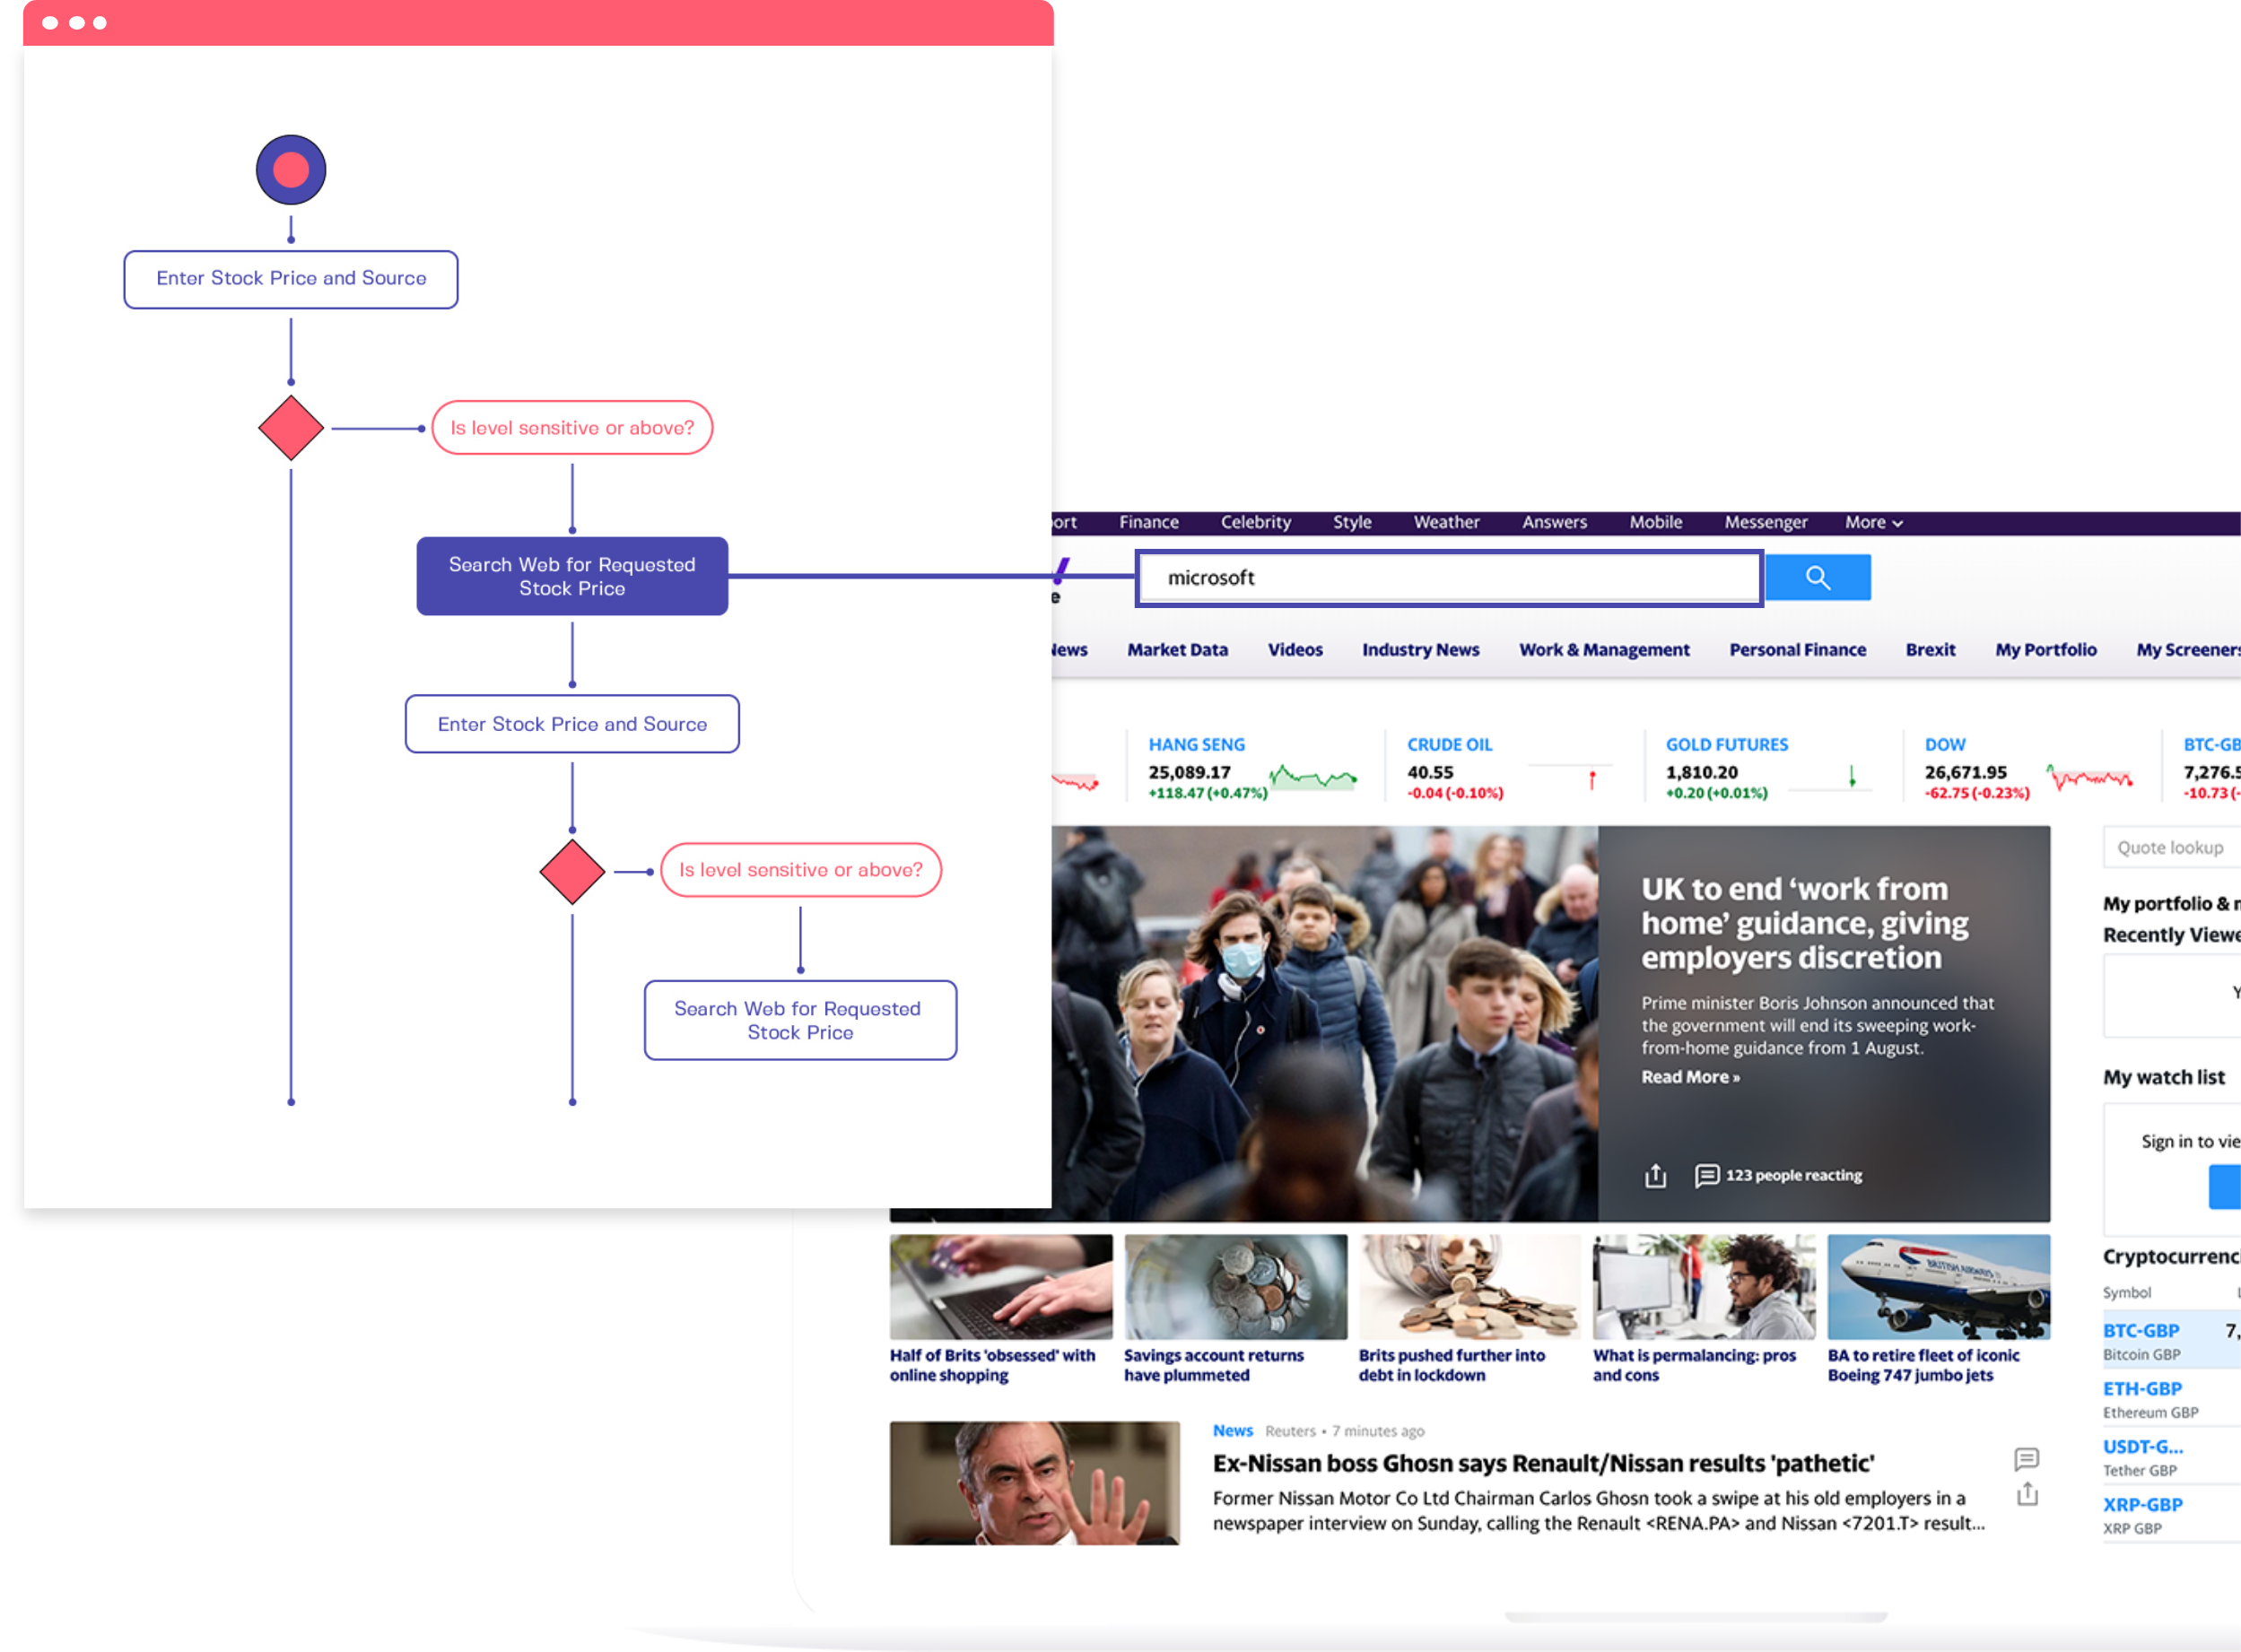 Enter Stock Price and Source
Is level sensitive or above?
Search Web for Requested
Stock Price
Enter Stock Price and Source
Is level sensitive or above?
Search Web for Requested
Stock Price
Finance Celebrity Style Weather Answers Mobile Messenger More
microsoft
News Market Data Videos Industry News Work & Management Personal Finance Brexit My Portfolio My Screeners
HANG SENG
25,089.17
+118.47 (+0.47%)
CRUDE OIL
40.55
-0.04 (-0.10%)
GOLD FUTURES
1,810.20
+0.20 (+0.01%)
DOW
26,671.95
-62.75 (-0.23%)
BTC-GB
7,276.5
-10.73 (-
UK to end ‘work from
home’ guidance, giving
employers discretion
Prime minister Boris Johnson announced that
the government will end its sweeping work-
from-home guidance from 1 August.
Read More »
123 people reacting
Quote lookup
My portfolio &
Recently Viewe
My watch list
Sign in to vie
Cryptocurrenci
Symbol
BTC-GBP 7,
Bitcoin GBP
ETH-GBP
Ethereum GBP
USDT-G...
Tether GBP
XRP-GBP
XRP GBP
BRITISH AIRWAYS
Half of Brits 'obsessed' with
online shopping
Savings account returns
have plummeted
Brits pushed further into
debt in lockdown
What is permalancing: pros
and cons
BA to retire fleet of iconic
Boeing 747 jumbo jets
News Reuters • 7 minutes ago
Ex-Nissan boss Ghosn says Renault/Nissan results 'pathetic'
Former Nissan Motor Co Ltd Chairman Carlos Ghosn took a swipe at his old employers in a
newspaper interview on Sunday, calling the Renault <RENA.PA> and Nissan <7201.T> result...